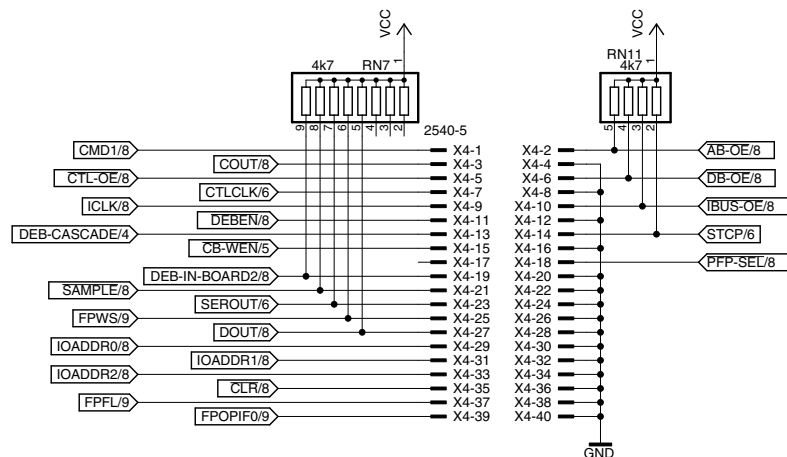 VCC
4k7 RN7
1
9 8 7 6 5 4 3 2
2540-5
VCC
RN11
4k7
1
5 4 3 2
CMD1/8 X4-1
COUT/8 X4-3
CTL-OE/8 X4-5
CTLCLK/6 X4-7
ICLK/8 X4-9
DEBEN/8 X4-11
DEB-CASCADE/4 X4-13
CB-WEN/5 X4-15
X4-17
DEB-IN-BOARD2/8 X4-19
SAMPLE/8 X4-21
SEROUT/6 X4-23
FPWS/9 X4-25
DOUT/8 X4-27
IOADDR0/8 X4-29
IOADDR1/8 X4-31
IOADDR2/8 X4-33
CLR/8 X4-35
FPFL/9 X4-37
FPOPIF0/9 X4-39
X4-2 AB-OE/8
X4-4
X4-6 DB-OE/8
X4-8
X4-10 IBUS-OE/8
X4-12
X4-14 STCP/6
X4-16
X4-18 PFP-SEL/8
X4-20
X4-22
X4-24
X4-26
X4-28
X4-30
X4-32
X4-34
X4-36
X4-38
X4-40
GND